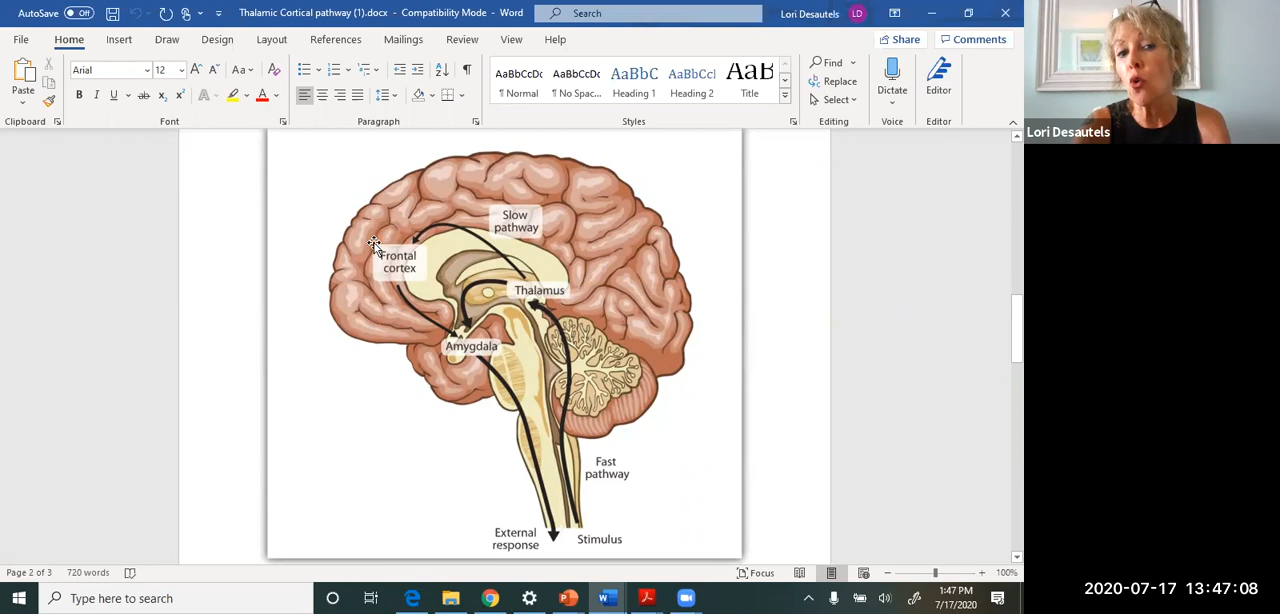 AutoSave Off
Thalamic Cortical pathway (1).docx - Compatibility Mode - Word
Search
Lori Desautels LD
File Home Insert Draw Design Layout References Mailings Review View Help
Share Comments
Paste
Arial 12
Aa
B I U ab x₂ x² A A
AaBbCcDc AaBbCcDc AaBbC AaBbCcl AaB
¶ Normal ¶ No Spac... Heading 1 Heading 2 Title
Find
Replace
Select
Dictate
Editor
Clipboard Font Paragraph Styles Editing Voice Editor
Lori Desautels
Slow
pathway
Frontal
cortex
Thalamus
Amygdala
Fast
pathway
External
response
Stimulus
Page 2 of 3 720 words
Focus
100%
Type here to search
1:47 PM
7/17/2020
2020-07-17 13:47:08